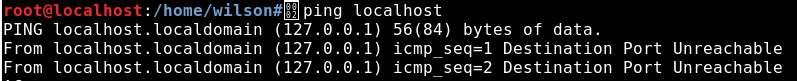 root@localhost:/home/wilson# ping localhost
PING localhost.localdomain (127.0.0.1) 56(84) bytes of data.
From localhost.localdomain (127.0.0.1) icmp_seq=1 Destination Port Unreachable
From localhost.localdomain (127.0.0.1) icmp_seq=2 Destination Port Unreachable